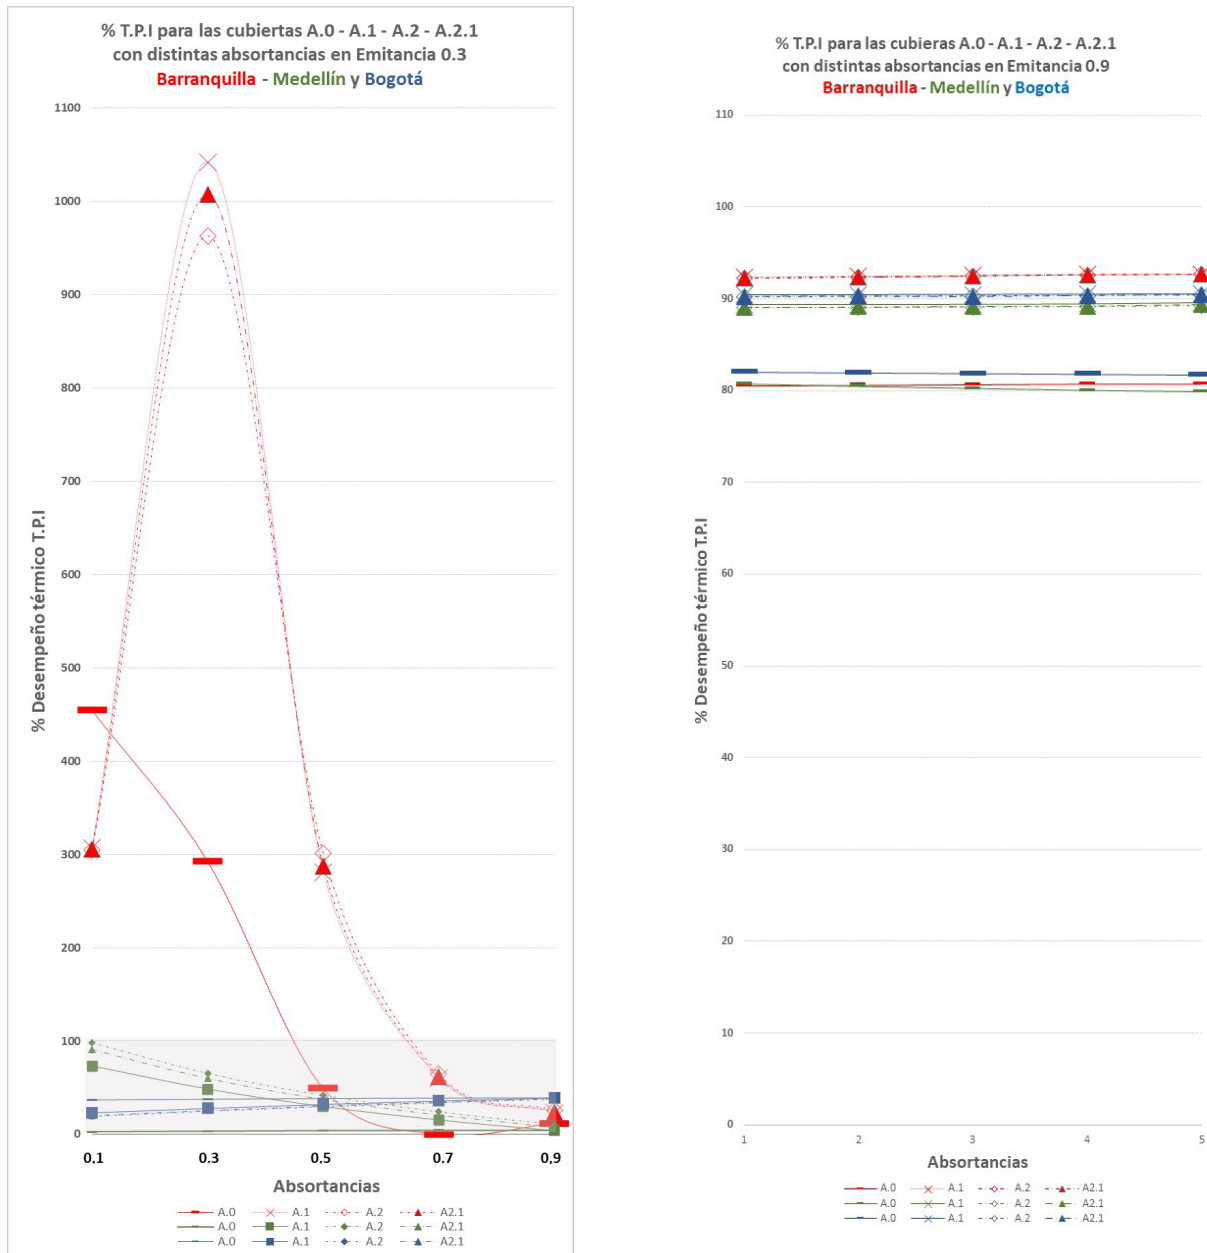 % T.P.I para las cubiertas A.0 - A.1 - A.2 - A.2.1
con distintas absortancias en Emitancia 0.3
Barranquilla - Medellín y Bogotá
1100
1000
900
800
700
600
500
400
300
200
100
0
% Desempeño térmico T.P.I
0,1 0.3 0.5 0.7 0,9
Absortancias
A.0 A.1 A.2 A2.1
A.0 A.1 A.2 A2.1
A.0 A.1 A.2 A2.1
% T.P.I para las cubieras A.0 - A.1 - A.2 - A.2.1
con distintas absortancias en Emitancia 0.9
Barranquilla - Medellín y Bogotá
110
100
90
80
70
60
50
40
30
20
10
0
% Desempeño térmico T.P.I
1 2 3 4 5
Absortancias
A.0 A.1 A.2 A2.1
A.0 A.1 A.2 A2.1
A.0 A.1 A.2 A2.1